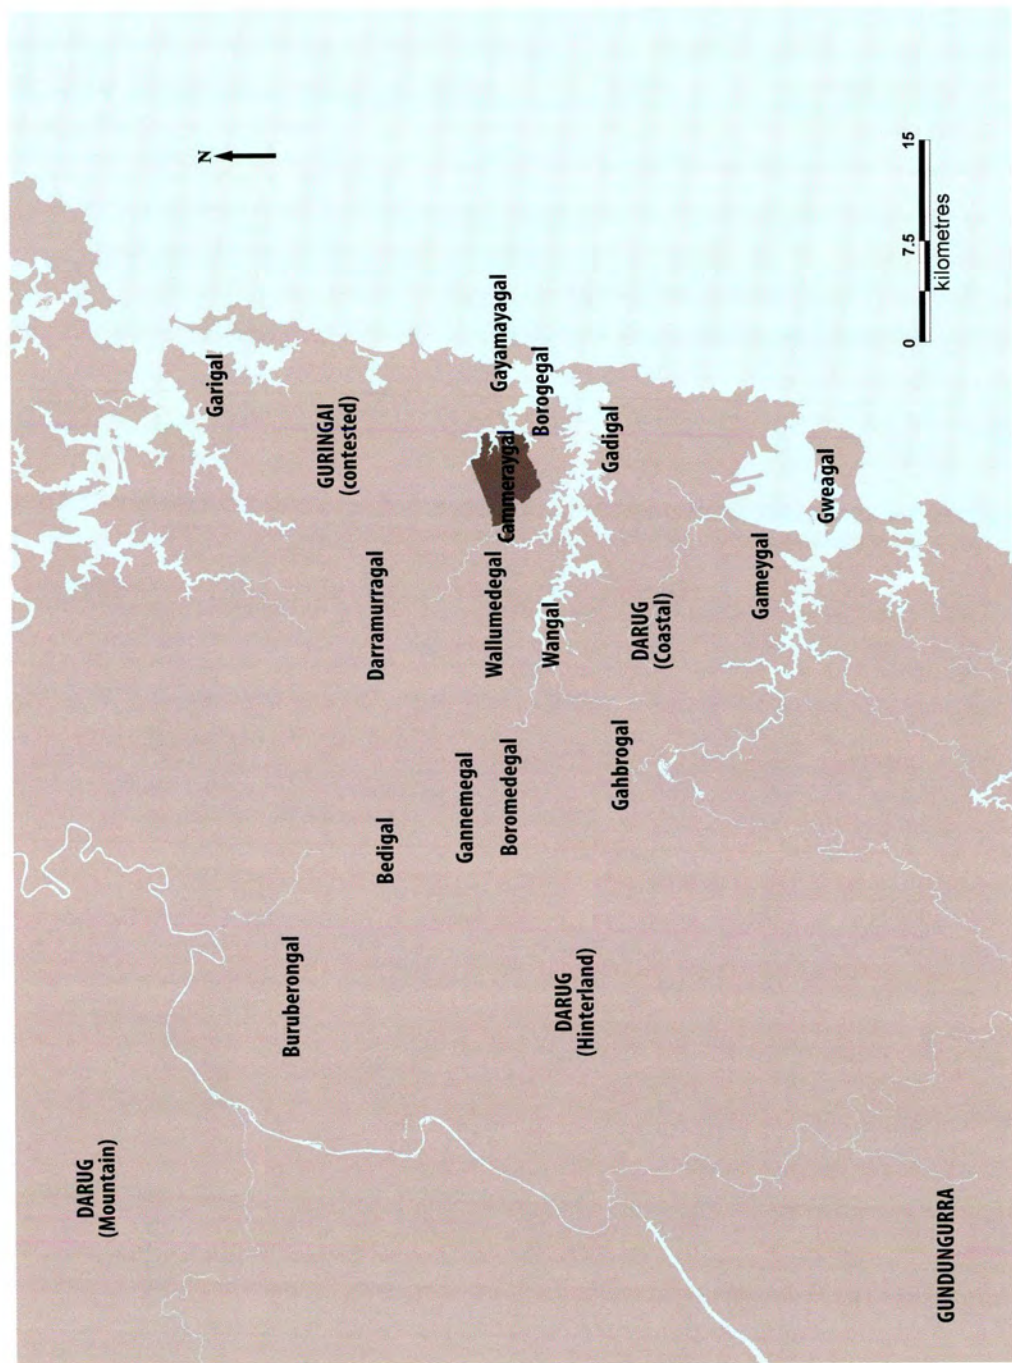 DARUG
(Mountain)
N
Garigal
Buruberongal
GURINGAI
(contested)
Darramurragal
Bedigal
Gannemegal
Wallumedegal
Gayamayagal
Boromedegal
Cammeraygal
Borogegal
Wangal
DARUG
(Hinterland)
Gadigal
Gahbrogal
DARUG
(Coastal)
Gameygal
Gweagal
0 7.5 15
kilometres
GUNDUNGURRA